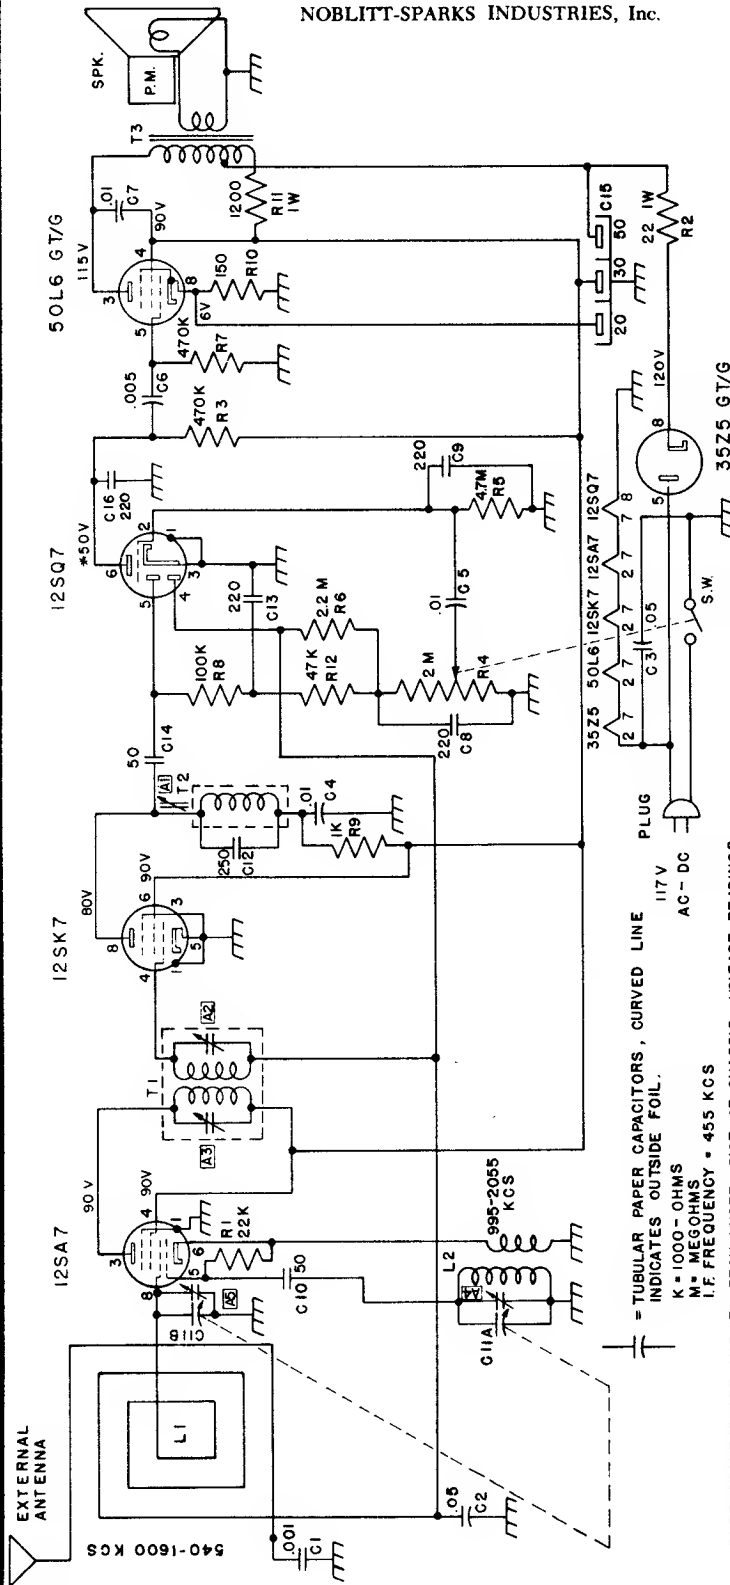 NOBLITT-SPARKS INDUSTRIES, Inc.
EXTERNAL
ANTENNA
540-1600 KCS
.001
C1
L1
.05
C2
12SA7
8
C11B
A5
3
5
6
4
1
90V
90V
R1
22K
50
C10
995-2055
KCS
L2
A4
C11A
T1
A3
A2
12SK7
80V
90V
8
6
4
3
5
1
A1
T2
250
C12
.01
C4
1K
R9
50
C14
12SQ7
*50V
6
5
4
2
1
3
C16
220
100K
R8
220
C13
47K
R12
2.2 M
R6
2 M
R4
220
C8
.01
C5
220
C9
4.7M
R5
470K
R3
.005
C6
470K
R7
50L6 GT/G
115V
.01
C7
90V
3
5
4
8
6V
150
R10
1200
R11
1W
T3
SPK.
P.M.
C15
20
30
50
22
1W
R2
120V
35Z5 GT/G
5
8
35Z5 50L6 12SK7 12SA7 12SQ7
2 7 2 7 2 7 2 7 7 8
C3
.05
S.W.
PLUG
117V
AC-DC
= TUBULAR PAPER CAPACITORS, CURVED LINE
INDICATES OUTSIDE FOIL.
K = 1000-OHMS
M = MEGOHMS
I.F. FREQUENCY = 455 KCS